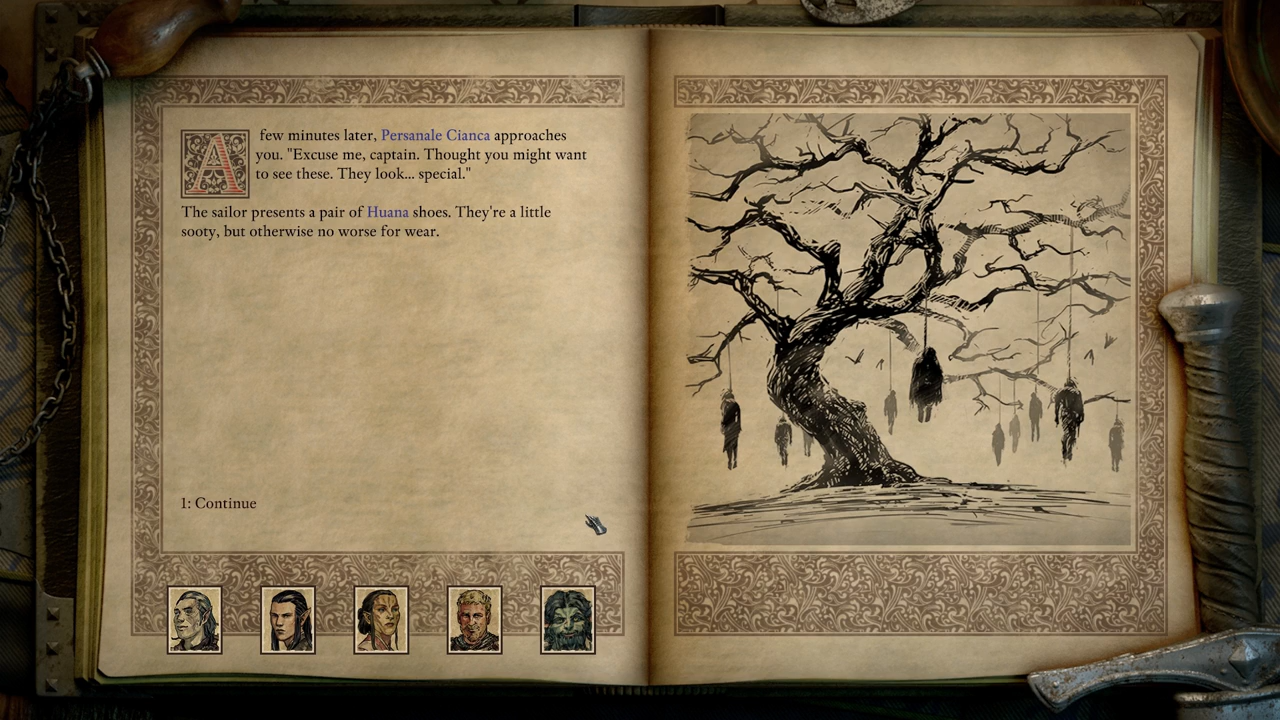 A few minutes later, Persanale Cianca approaches
you. "Excuse me, captain. Thought you might want
to see these. They look... special."
The sailor presents a pair of Huana shoes. They're a little
sooty, but otherwise no worse for wear.
1: Continue